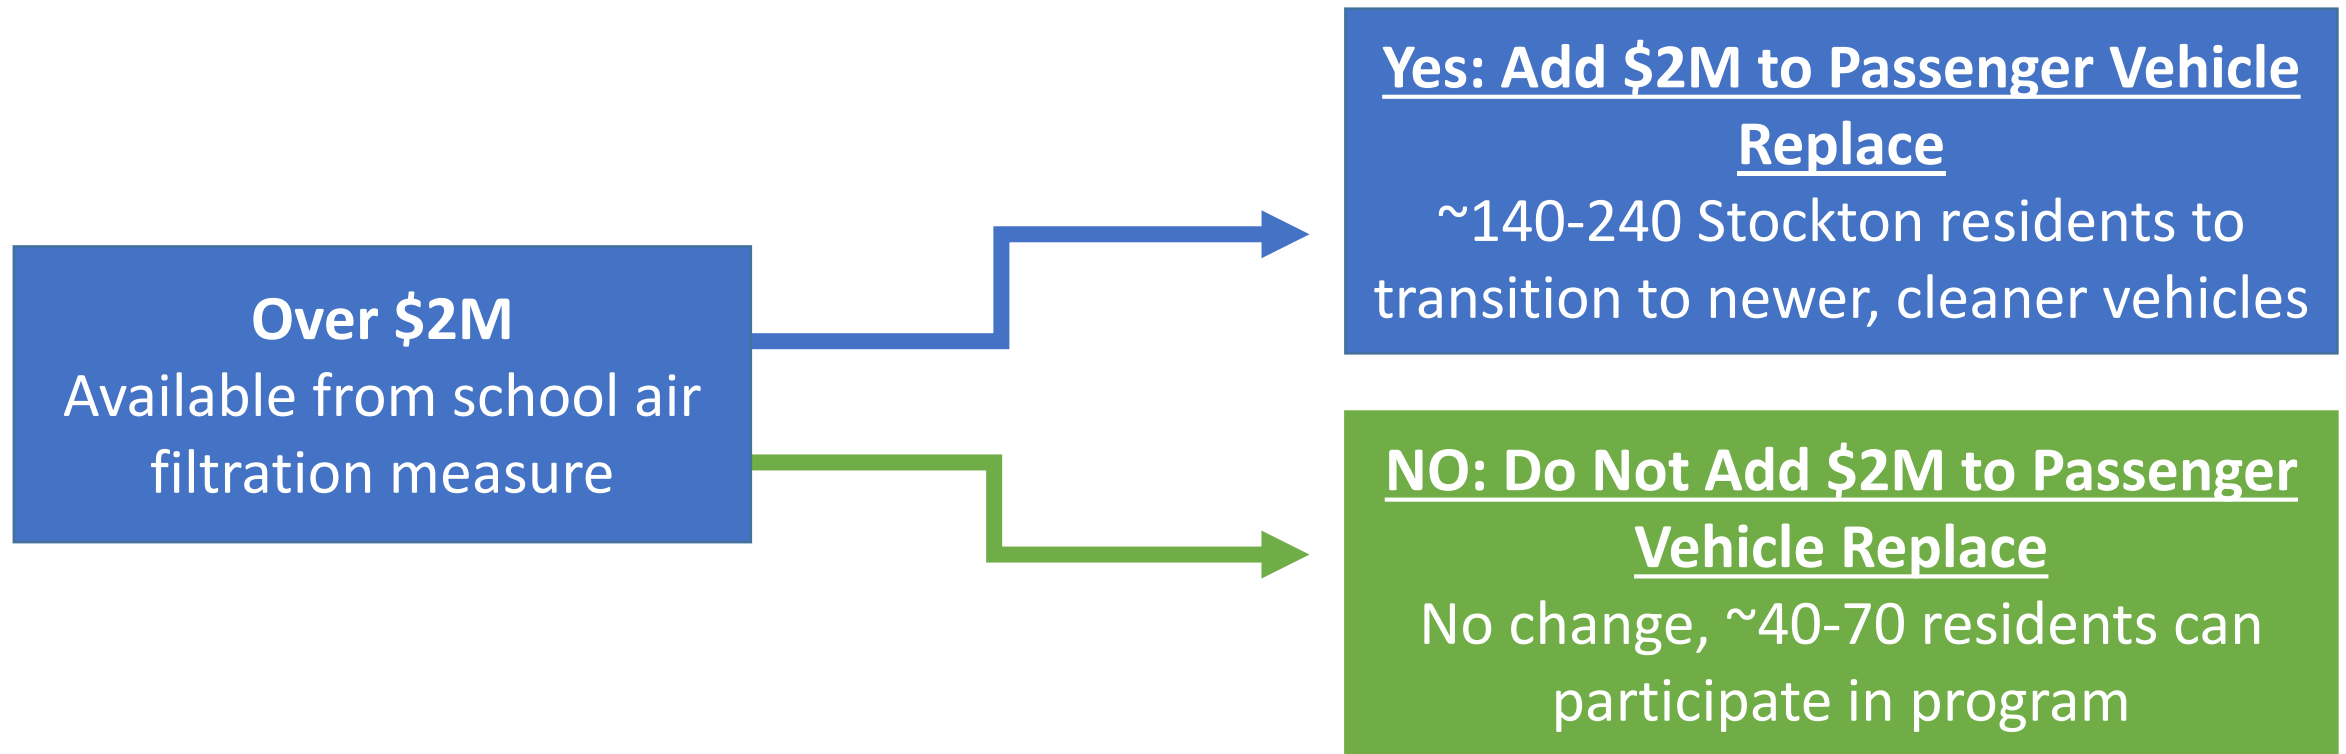 Over $2M
Available from school air
filtration measure
Yes: Add $2M to Passenger Vehicle
Replace
~140-240 Stockton residents to
transition to newer, cleaner vehicles
NO: Do Not Add $2M to Passenger
Vehicle Replace
No change, ~40-70 residents can
participate in program